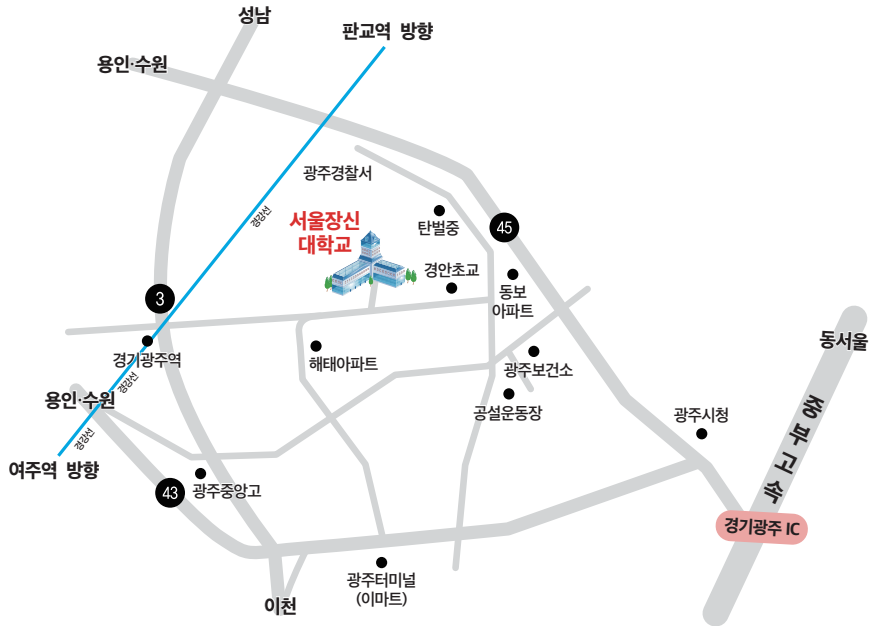 성남
판교역 방향
용인·수원
광주경찰서
경강선
서울장신
대학교
탄벌중
45
경안초교
동보
아파트
3
동서울
경기광주역
해태아파트
광주보건소
경강선
용인·수원
공설운동장
중부고속
광주시청
경강선
여주역 방향
43
광주중앙고
경기광주 IC
광주터미널
(이마트)
이천